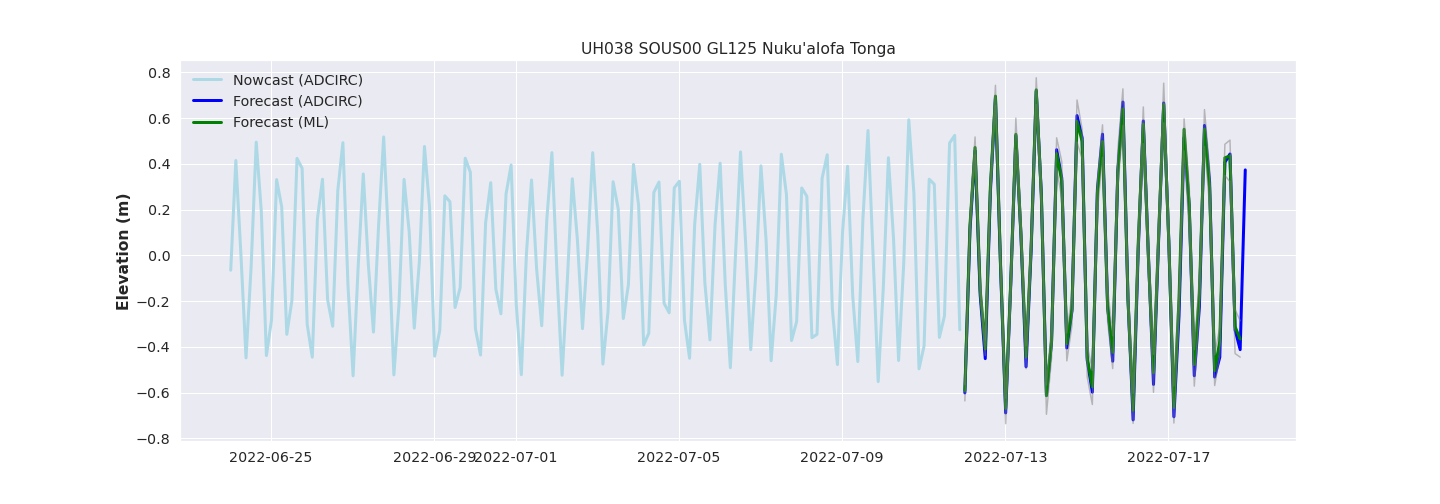 UH038 SOUS00 GL125 Nuku'alofa Tonga
Nowcast (ADCIRC)
Forecast (ADCIRC)
Forecast (ML)
Elevation (m)
0.8
0.6
0.4
0.2
0.0
−0.2
−0.4
−0.6
−0.8
2022-06-25 2022-06-29 2022-07-01 2022-07-05 2022-07-09 2022-07-13 2022-07-17